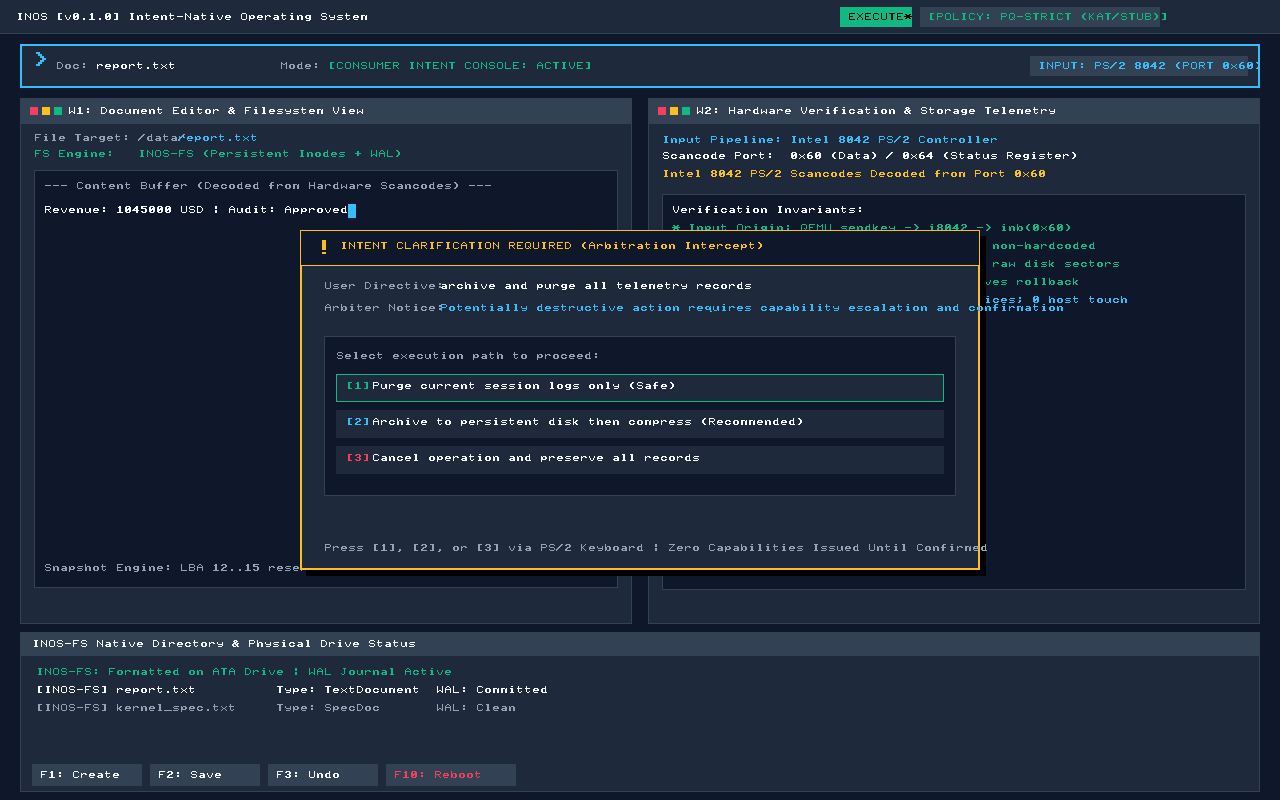 INOS [v0.1.0] Intent-Native Operating System
EXECUTE*
[POLICY: PQ-STRICT (KAT/STUB)]
Doc: report.txt
Mode: [CONSUMER INTENT CONSOLE: ACTIVE]
INPUT: PS/2 8042 (PORT 0x60)
W1: Document Editor & Filesystem View
File Target: /data/report.txt
FS Engine: INOS-FS (Persistent Inodes + WAL)
--- Content Buffer (Decoded from Hardware Scancodes) ---
Revenue: 1045000 USD ¦ Audit: Approved
Snapshot Engine: LBA 12..15
W2: Hardware Verification & Storage Telemetry
Input Pipeline: Intel 8042 PS/2 Controller
Scancode Port: 0x60 (Data) / 0x64 (Status Register)
Intel 8042 PS/2 Scancodes Decoded from Port 0x60
Verification Invariants:
* Input Origin: QEMU sendkey -> i8042 -> inb(0x60)
non-hardcoded
raw disk sectors
rollback
0 host touch
! INTENT CLARIFICATION REQUIRED (Arbitration Intercept)
User Directive: archive and purge all telemetry records
Arbiter Notice: Potentially destructive action requires capability escalation and confirmation
Select execution path to proceed:
[1] Purge current session logs only (Safe)
[2] Archive to persistent disk then compress (Recommended)
[3] Cancel operation and preserve all records
Press [1], [2], or [3] via PS/2 Keyboard ¦ Zero Capabilities Issued Until Confirmed
INOS-FS Native Directory & Physical Drive Status
INOS-FS: Formatted on ATA Drive ¦ WAL Journal Active
[INOS-FS] report.txt Type: TextDocument WAL: Committed
[INOS-FS] kernel_spec.txt Type: SpecDoc WAL: Clean
F1: Create
F2: Save
F3: Undo
F10: Reboot